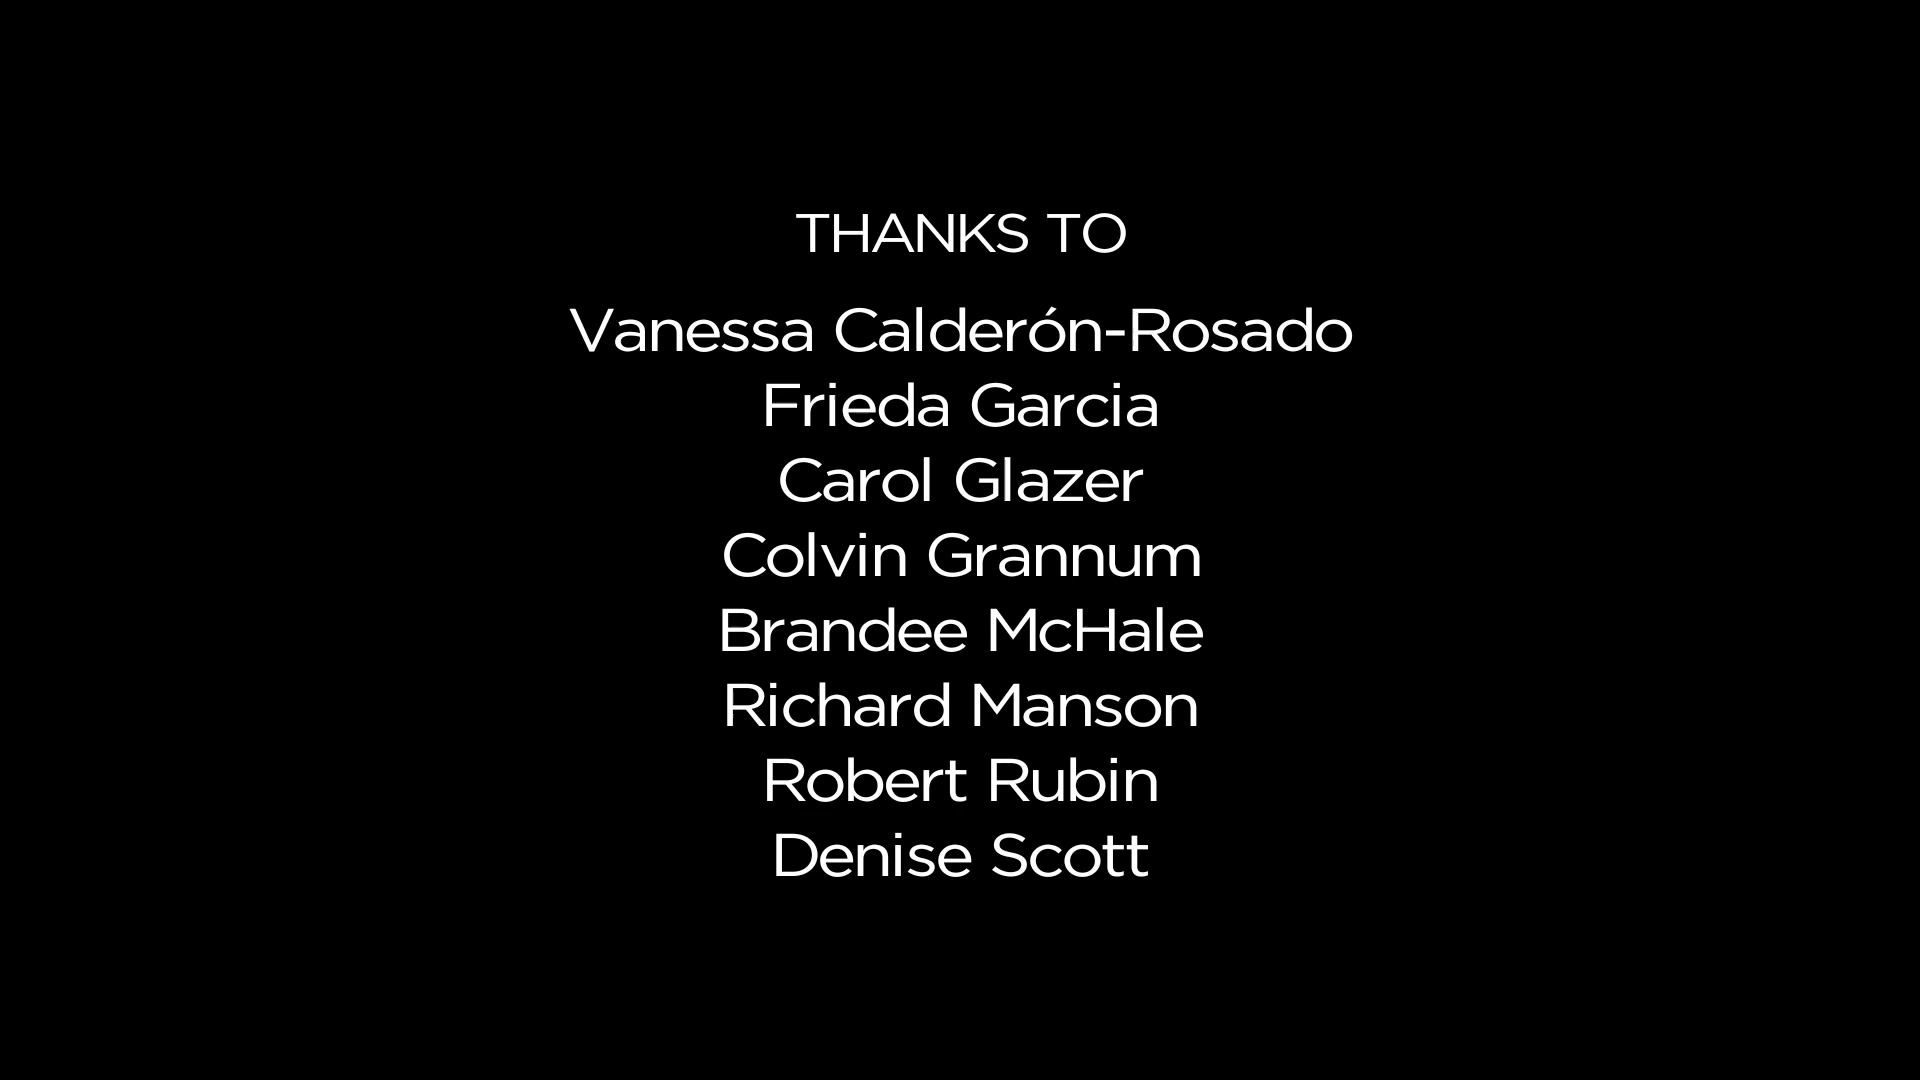 THANKS TO
Vanessa Calderón-Rosado
Frieda Garcia
Carol Glazer
Colvin Grannum
Brandee McHale
Richard Manson
Robert Rubin
Denise Scott